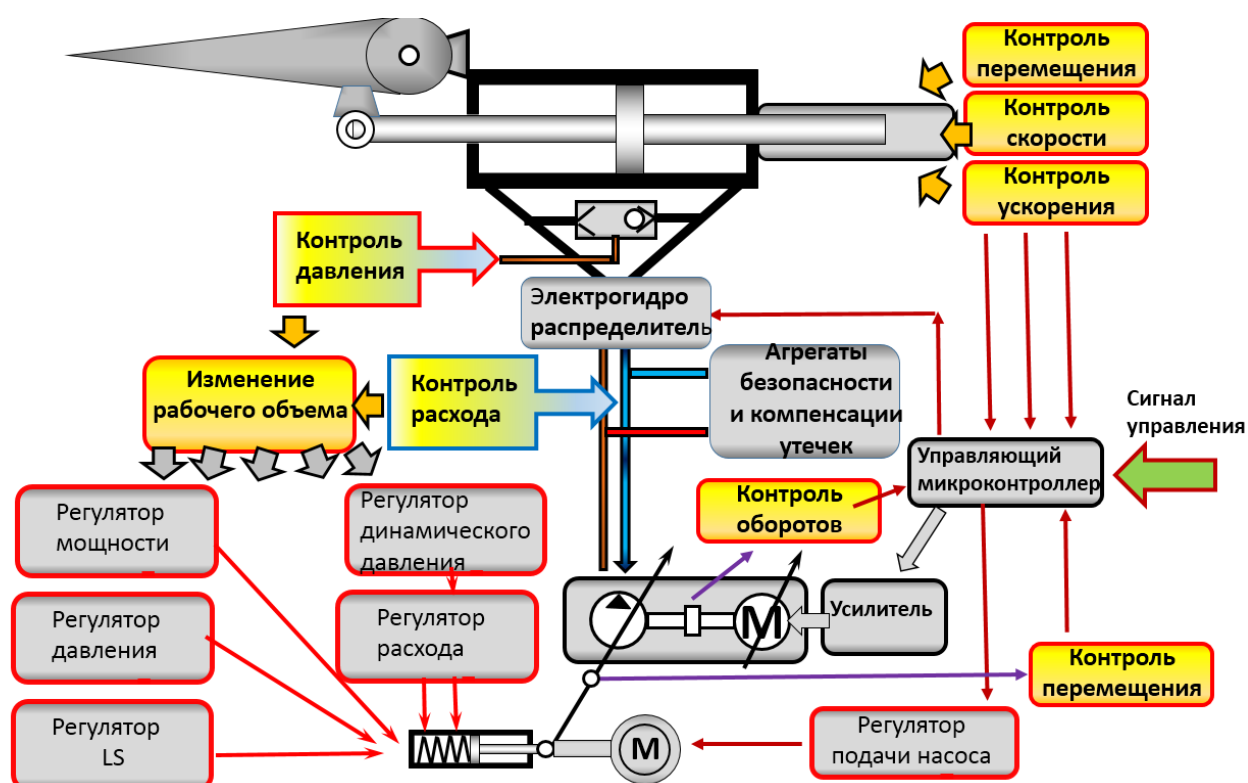 Контроль
перемещения
Контроль
скорости
Контроль
ускорения
Контроль
давления
Электрогидро
распределитель
Изменение
рабочего объема
Контроль
расхода
Агрегаты
безопасности
и компенсации
утечек
Сигнал
управления
Управляющий
микроконтроллер
Контроль
оборотов
Регулятор
мощности
Регулятор
динамического
давления
Регулятор
давления
Регулятор
расхода
М
Усилитель
Контроль
перемещения
Регулятор
LS
М
Регулятор
подачи насоса